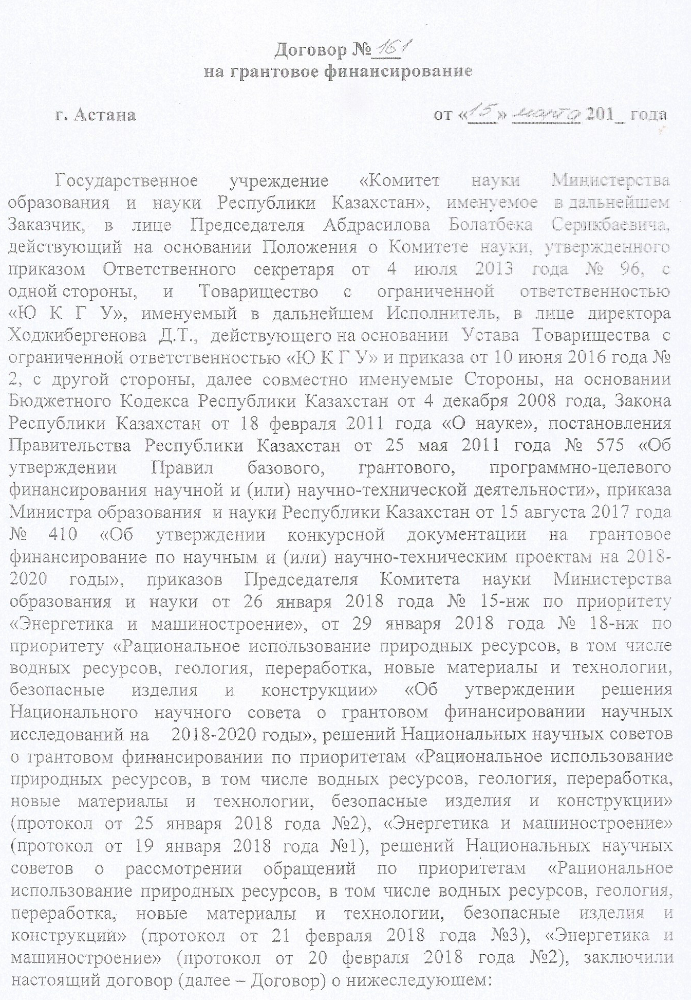 Договор № 161
на грантовое финансирование
г. Астана от «15» марта 201_ года
Государственное учреждение «Комитет науки Министерства
образования и науки Республики Казахстан», именуемое в дальнейшем
Заказчик, в лице Председателя Абдрасилова Болатбека Серикбаевича,
действующий на основании Положения о Комитете науки, утвержденного
приказом Ответственного секретаря от 4 июля 2013 года № 96, с
одной стороны, и Товарищество с ограниченной ответственностью
«Ю К Г У», именуемый в дальнейшем Исполнитель, в лице директора
Ходжибергенова Д.Т., действующего на основании Устава Товарищества с
ограниченной ответственностью «Ю К Г У» и приказа от 10 июня 2016 года №
2, с другой стороны, далее совместно именуемые Стороны, на основании
Бюджетного Кодекса Республики Казахстан от 4 декабря 2008 года, Закона
Республики Казахстан от 18 февраля 2011 года «О науке», постановления
Правительства Республики Казахстан от 25 мая 2011 года № 575 «Об
утверждении Правил базового, грантового, программно-целевого
финансирования научной и (или) научно-технической деятельности», приказа
Министра образования и науки Республики Казахстан от 15 августа 2017 года
№ 410 «Об утверждении конкурсной документации на грантовое
финансирование по научным и (или) научно-техническим проектам на 2018-
2020 годы», приказов Председателя Комитета науки Министерства
образования и науки от 26 января 2018 года № 15-нж по приоритету
«Энергетика и машиностроение», от 29 января 2018 года № 18-нж по
приоритету «Рациональное использование природных ресурсов, в том числе
водных ресурсов, геология, переработка, новые материалы и технологии,
безопасные изделия и конструкции» «Об утверждении решения
Национального научного совета о грантовом финансировании научных
исследований на 2018-2020 годы», решений Национальных научных советов
о грантовом финансировании по приоритетам «Рациональное использование
природных ресурсов, в том числе водных ресурсов, геология, переработка,
новые материалы и технологии, безопасные изделия и конструкции»
(протокол от 25 января 2018 года №2), «Энергетика и машиностроение»
(протокол от 19 января 2018 года №1), решений Национальных научных
советов о рассмотрении обращений по приоритетам «Рациональное
использование природных ресурсов, в том числе водных ресурсов, геология,
переработка, новые материалы и технологии, безопасные изделия и
конструкций» (протокол от 21 февраля 2018 года №3), «Энергетика и
машиностроение» (протокол от 20 февраля 2018 года №2), заключили
настоящий договор (далее – Договор) о нижеследующем: